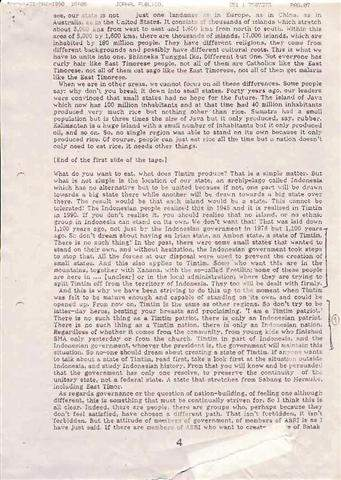 JORNAL PUBLICO PAG.07
see, our state is not just one landmass as in Europe, as in China, as in
Australia, as in the United States. It consists of thousands of islands which stretch
about 5,000 kms from west to east and 1,600 kms from north to south. Within this
area of 5,000 by 1,600 kms, there are thousands of islands, 17,000 islands, which are
inhabited by 180 million people. They have different religions, they come from
different backgrounds and possibly have different cultural roots. This is what we
have to unite into one. Bhinneka Tunggal Ika. Different but One. Not everyone has
curly hair like East Timorese people, not all of them are Catholics like the East
Timorese, not all of them eat sago like the East Timorese, not all of them get malaria
like the East Timorese.
When we are in other areas, we cannot focus on all these differences. Some people
say: why don't you break it down into small states. Forty years ago, our leaders
were convinced that small states had no hope for the future. The island of Java
which now has 100 million inhabitants and at that time had 40 million inhabitants
produced very much rice but nothing other than rice. Sumatra had a small
population but is three times the size of Java but it only produced, say, rubber.
Kalimantan is a huge island with a small number of inhabitants but it only produced
oil, and so on. So, no single region was able to stand on its own because it only
produced rice. Of course, people can just eat rice all the time but a nation doesn't
only need to eat rice, it needs other things.
[End of the first side of the tape.]
What do you want to eat, what does Timtim produce? That is a simple matter. But
what is not simple is the location of our state, an archipelago called Indonesia
which has no alternative but to be united because if not, one part will be drawn
towards a big state there while another will be drawn towards a big state over
there. The result would be that each island would be a state. This cannot be
tolerated! The Indonesian people realised this in 1945 and it is realised in Timtim
in 1990. If you don't realise it, you should realise that no island, or no ethnic
group in Indonesia can stand on its own. We don't want that! That was laid down
1,100 years ago, not just by the Indonesian government in 1976 but 1,100 years
ago. So don't dream about having an Irian state, an Ambon state, a state of Timtim.
There is no such thing! In the past, there were some small states that wanted to
stand on their own, and without hesitation, the Indonesian government took steps
to stop that. All the forces at our disposal were used to prevent the creation of
small states. And this also applies to Timtim. Some who want this are in the
mountains, together with Xanana, with the so-called Fretilin; some of these people
are here in ... [unclear] or in the local administration, where they are trying to
split Timtim off from the territory of Indonesia. They too will be dealt with firmly.
And this is why we have been striving to do this up to the moment when Timtim
was felt to be mature enough and capable of standing on its own, and could be
opened up. From now on, Timtim is the same as other regions. So don't try to be
latter-day heros, beating your breasts and proclaiming, 'I am a Timtim patriot'.
There is no such thing as a Timtim patriot, there is only an Indonesian patriot.
There is no such thing as a Timtim nation, there is only an Indonesian nation.
Regardless of whether it comes from the community, from young kids who finished
SMA only yesterday or from the church. Timtim is part of Indonesia, and the
Indonesian government, whoever the president is, the government will maintain this
situation. So anyone should dream about creating a state of Timtim. If anyone wants
to talk about a state of Timtim, read first, take a look first at the situation outside
Indonesia, and study Indonesian history. From that you will know and be persuaded
that the government has only one resolve, to preserve the continuity of the
unitary state, not a federal state. A state that stretches from Sabang to Merauke,
including East Timor.
As regards governance or the question of nation-building, of feeling one although
different, this is something that must be continually striven for. So I think this is
all clear. Indeed, there are people, there are groups who, perhaps because they
don't feel satisfied, have chosen a different path. That isn't forbidden, it isn't
forbidden. But the attitude of members of government, of members of ABRI is as I
have just said. If there are members of ABRI who want to create of Batak
4